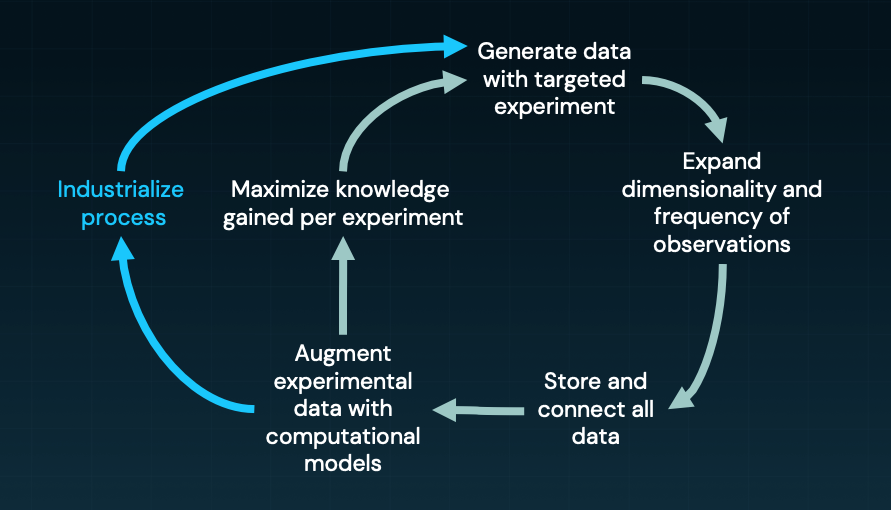 Generate data
with targeted
experiment
Expand
dimensionality and
frequency of
observations
Store and
connect all
data
Augment
experimental
data with
computational
models
Maximize knowledge
gained per experiment
Industrialize
process